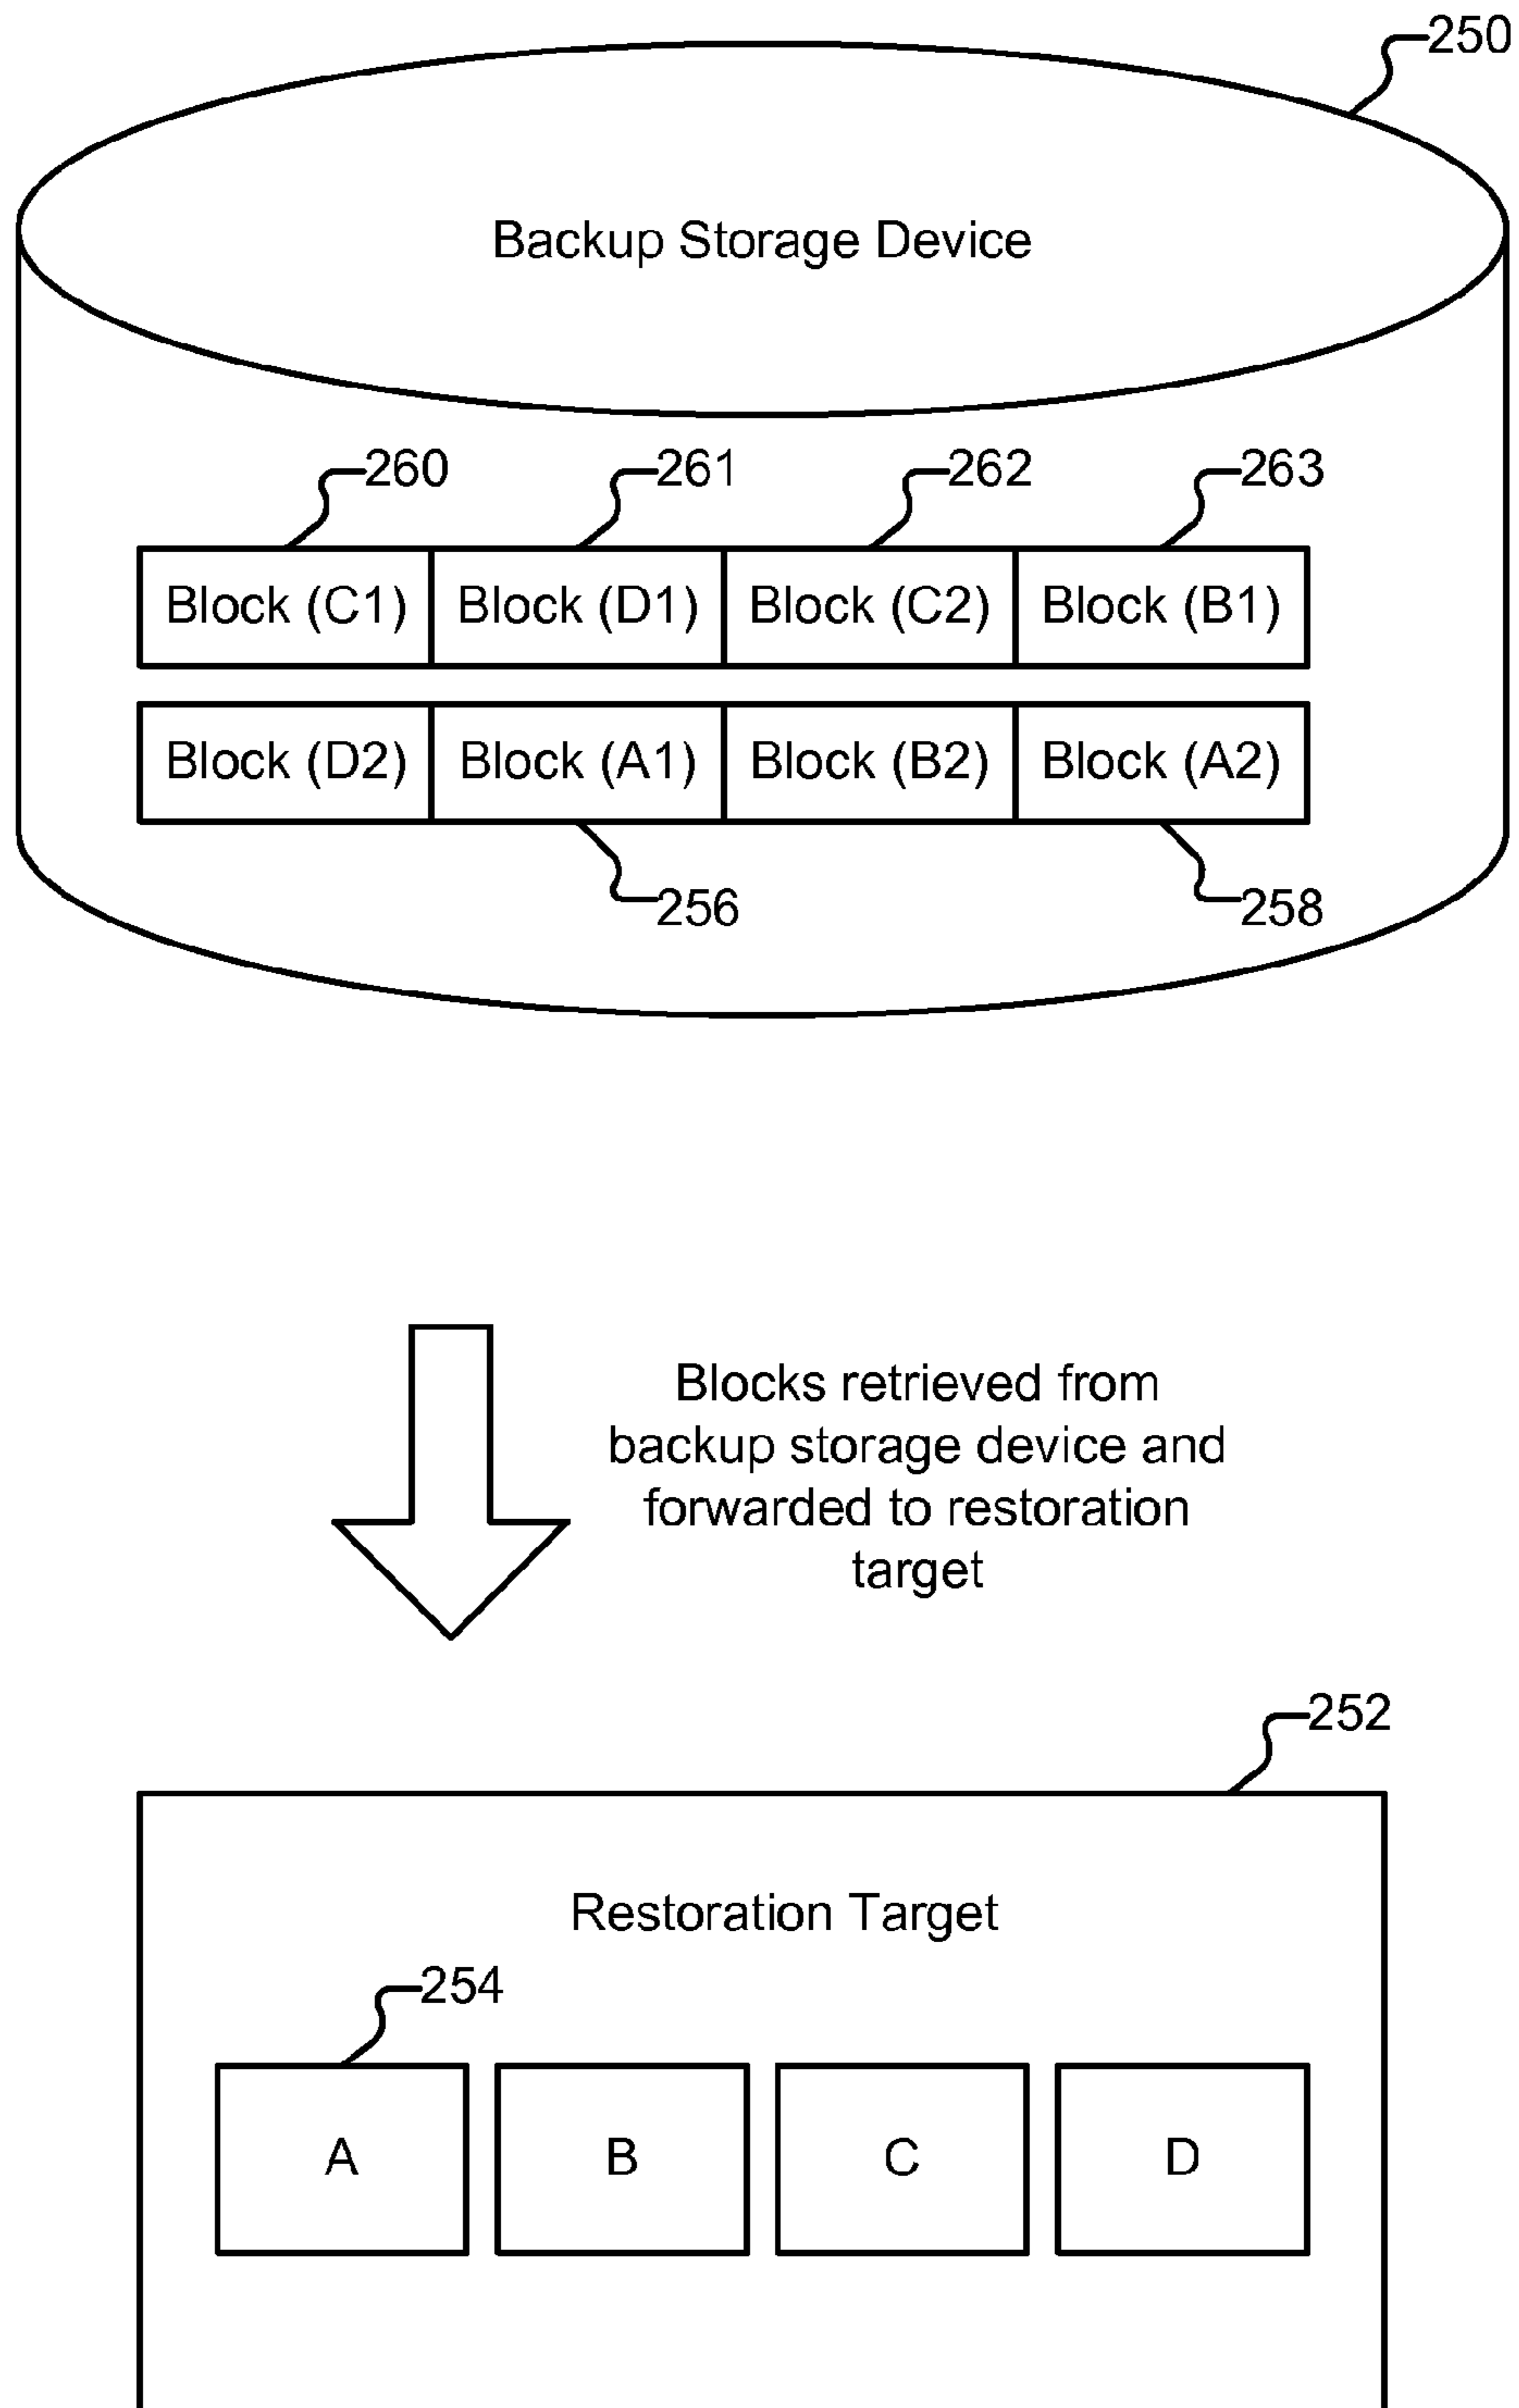 250
Backup Storage Device
260 261 262 263
Block (C1) Block (D1) Block (C2) Block (B1)
Block (D2) Block (A1) Block (B2) Block (A2)
256 258
Blocks retrieved from
backup storage device and
forwarded to restoration
target
252
Restoration Target
254
A B C D